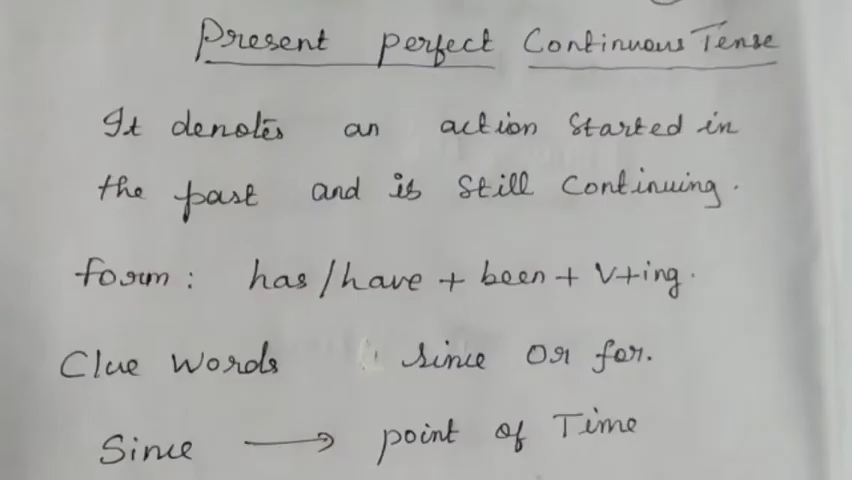 Present perfect Continuous Tense
It denotes an action started in
the past and is still continuing.
form: has/have + been + V+ing.
Clue words : since or for.
Since → point of Time